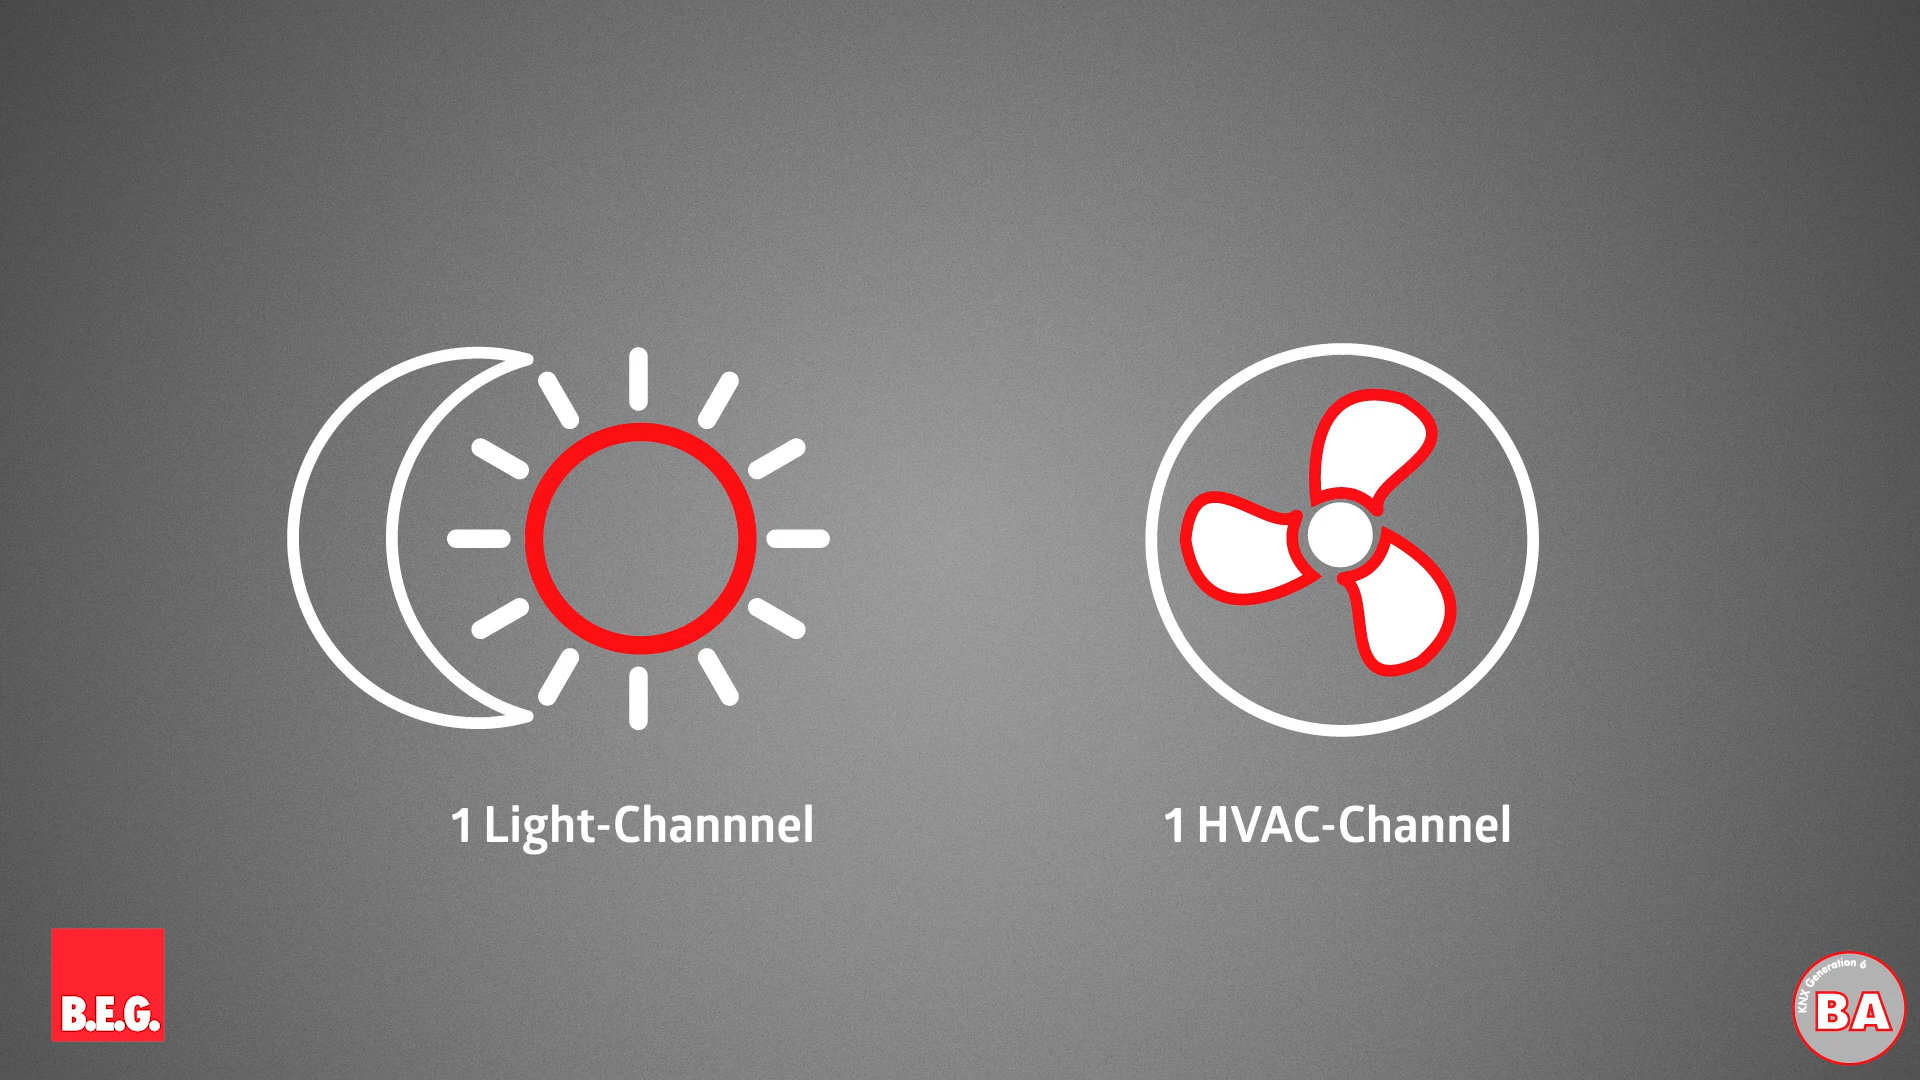 1 Light-Channnel
1 HVAC-Channel
B.E.G.
KNX Generation 6
BA